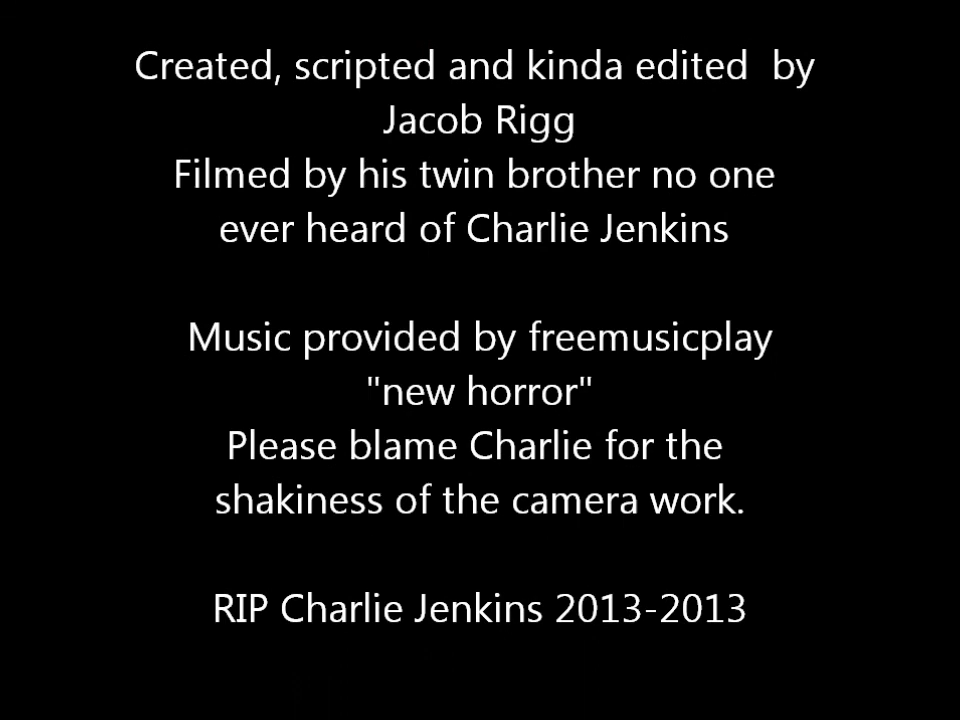 Created, scripted and kinda edited  by
Jacob Rigg
Filmed by his twin brother no one
ever heard of Charlie Jenkins
Music provided by freemusicplay
"new horror"
Please blame Charlie for the
shakiness of the camera work.
RIP Charlie Jenkins 2013-2013